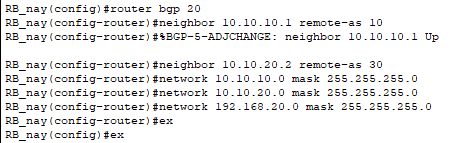 RB_nay(config)#router bgp 20
RB_nay(config-router)#neighbor 10.10.10.1 remote-as 10
RB_nay(config-router)#%BGP-5-ADJCHANGE: neighbor 10.10.10.1 Up

RB_nay(config-router)#neighbor 10.10.20.2 remote-as 30
RB_nay(config-router)#network 10.10.10.0 mask 255.255.255.0
RB_nay(config-router)#network 10.10.20.0 mask 255.255.255.0
RB_nay(config-router)#network 192.168.20.0 mask 255.255.255.0
RB_nay(config-router)#ex
RB_nay(config)#ex